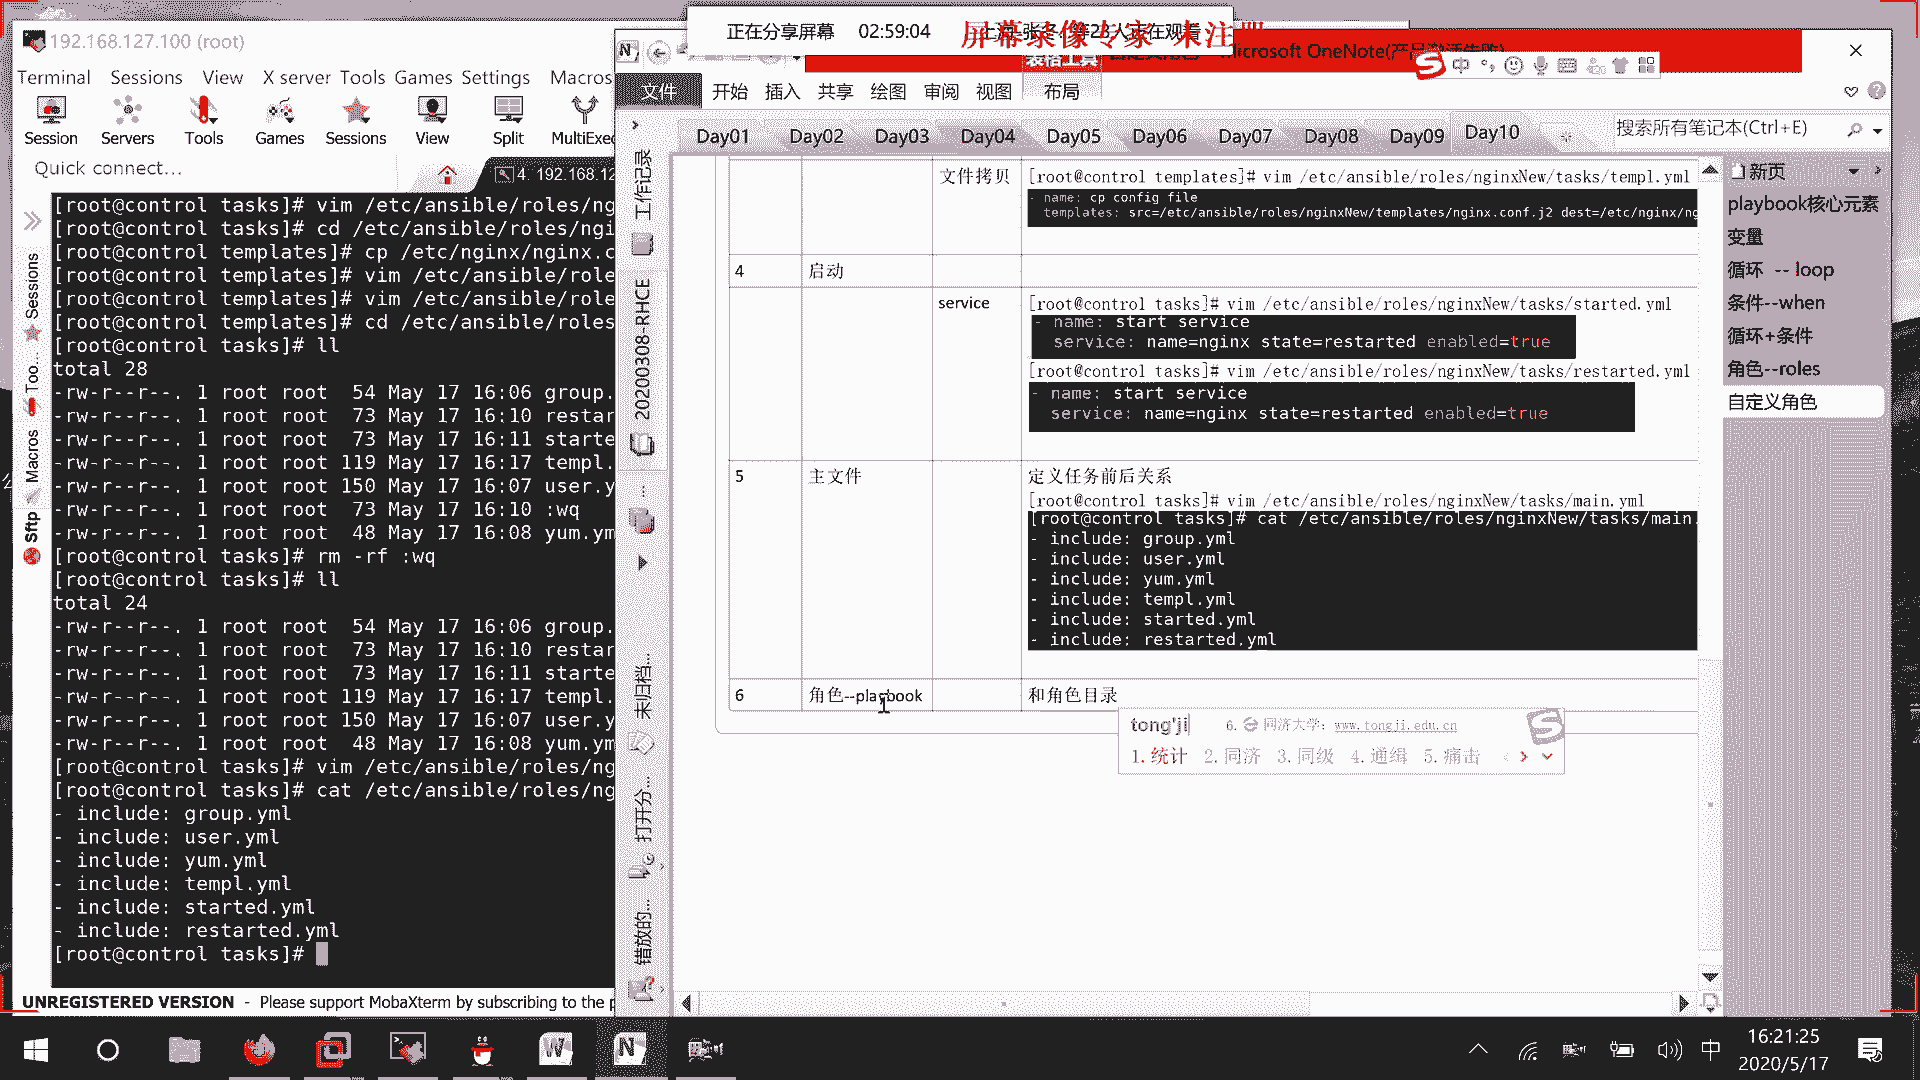 192.168.127.100 (root)
Terminal Sessions View X server Tools Games Settings Macros
Session Servers Tools Games Sessions View Split MultiExec
Quick connect...
4. 192.168.12
[root@control tasks]# vim /etc/ansible/roles/ng
[root@control tasks]# cd /etc/ansible/roles/ngi
[root@control templates]# cp /etc/nginx/nginx.c
[root@control templates]# vim /etc/ansible/role
[root@control templates]# vim /etc/ansible/role
[root@control templates]# cd /etc/ansible/roles
[root@control tasks]# ll
total 28
-rw-r--r--. 1 root root 54 May 17 16:06 group.
-rw-r--r--. 1 root root 73 May 17 16:10 restar
-rw-r--r--. 1 root root 73 May 17 16:11 starte
-rw-r--r--. 1 root root 119 May 17 16:17 templ.
-rw-r--r--. 1 root root 150 May 17 16:07 user.y
-rw-r--r--. 1 root root 73 May 17 16:10 :wq
-rw-r--r--. 1 root root 48 May 17 16:08 yum.ym
[root@control tasks]# rm -rf :wq
[root@control tasks]# ll
total 24
-rw-r--r--. 1 root root 54 May 17 16:06 group.
-rw-r--r--. 1 root root 73 May 17 16:10 restar
-rw-r--r--. 1 root root 73 May 17 16:11 starte
-rw-r--r--. 1 root root 119 May 17 16:17 templ.
-rw-r--r--. 1 root root 150 May 17 16:07 user.y
-rw-r--r--. 1 root root 48 May 17 16:08 yum.ym
[root@control tasks]# vim /etc/ansible/roles/ng
[root@control tasks]# cat /etc/ansible/roles/ng
- include: group.yml
- include: user.yml
- include: yum.yml
- include: templ.yml
- include: started.yml
- include: restarted.yml
[root@control tasks]#
UNREGISTERED VERSION - Please support MobaXterm by subscribing to the p
Sessions
Too...
Macros
Sftp
正在分享屏幕 02:59:04
屏幕录像专家 未注
Microsoft OneNote(产品激活失败)
表格工具
文件 开始 插入 共享 绘图 审阅 视图 布局
Day01 Day02 Day03 Day04 Day05 Day06 Day07 Day08 Day09 Day10
搜索所有笔记本(Ctrl+E)
工作记录
20200308-RHCE
...
未归档...
打开分...
错放的...
文件拷贝 [root@control templates]# vim /etc/ansible/roles/nginxNew/tasks/templ.yml
- name: cp config file
templates: src=/etc/ansible/roles/nginxNew/templates/nginx.conf.j2 dest=/etc/nginx/ng
4 启动
service [root@control tasks]# vim /etc/ansible/roles/nginxNew/tasks/started.yml
- name: start service
service: name=nginx state=restarted enabled=true
[root@control tasks]# vim /etc/ansible/roles/nginxNew/tasks/restarted.yml
- name: start service
service: name=nginx state=restarted enabled=true
5 主文件 定义任务前后关系
[root@control tasks]# vim /etc/ansible/roles/nginxNew/tasks/main.yml
[root@control tasks]# cat /etc/ansible/roles/nginxNew/tasks/main.
- include: group.yml
- include: user.yml
- include: yum.yml
- include: templ.yml
- include: started.yml
- include: restarted.yml
6 角色--playbook 和角色目录
tong'ji 6. 同济大学: www.tongji.edu.cn
1.统计 2.同济 3.同级 4.通缉 5.痛击
新页
playbook核心元素
变量
循环 -- loop
条件--when
循环+条件
角色--roles
自定义角色
中
16:21:25
2020/5/17